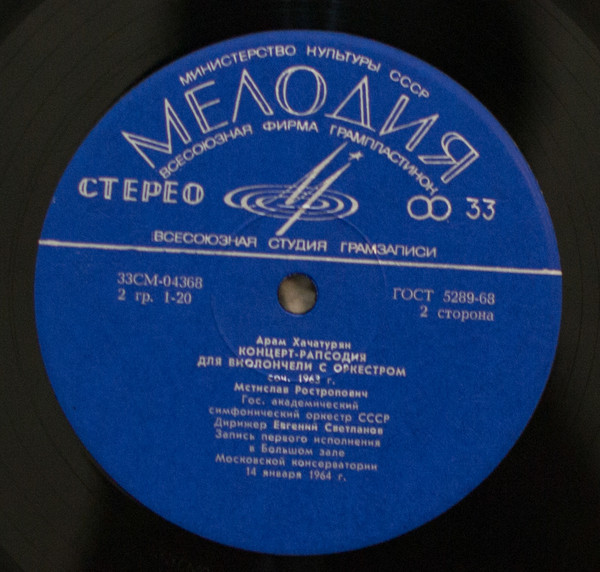 МИНИСТЕРСТВО КУЛЬТУРЫ СССР
МЕЛОДИЯ
ВСЕСОЮЗНАЯ ФИРМА ГРАМПЛАСТИНОК
СТЕРЕО
33
ВСЕСОЮЗНАЯ СТУДИЯ ГРАМЗАПИСИ
33СМ-04368
ГОСТ 5289-68
2 гр. 1-20
2 сторона
Арам Хачатурян
КОНЦЕРТ-РАПСОДИЯ
ДЛЯ ВИОЛОНЧЕЛИ С ОРКЕСТРОМ
соч. 1963 г.
Мстислав Ростропович
Гос. академический
симфонический оркестр СССР
Дирижер Евгений Светланов
Запись первого исполнения
в Большом зале
Московской консерватории
14 января 1964 г.